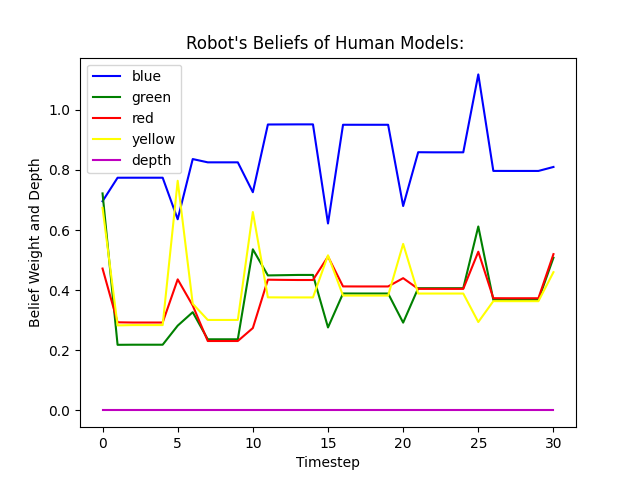 Robot's Beliefs of Human Models:
blue
green
red
yellow
depth
Belief Weight and Depth
1.0
0.8
0.6
0.4
0.2
0.0
0 5 10 15 20 25 30
Timestep